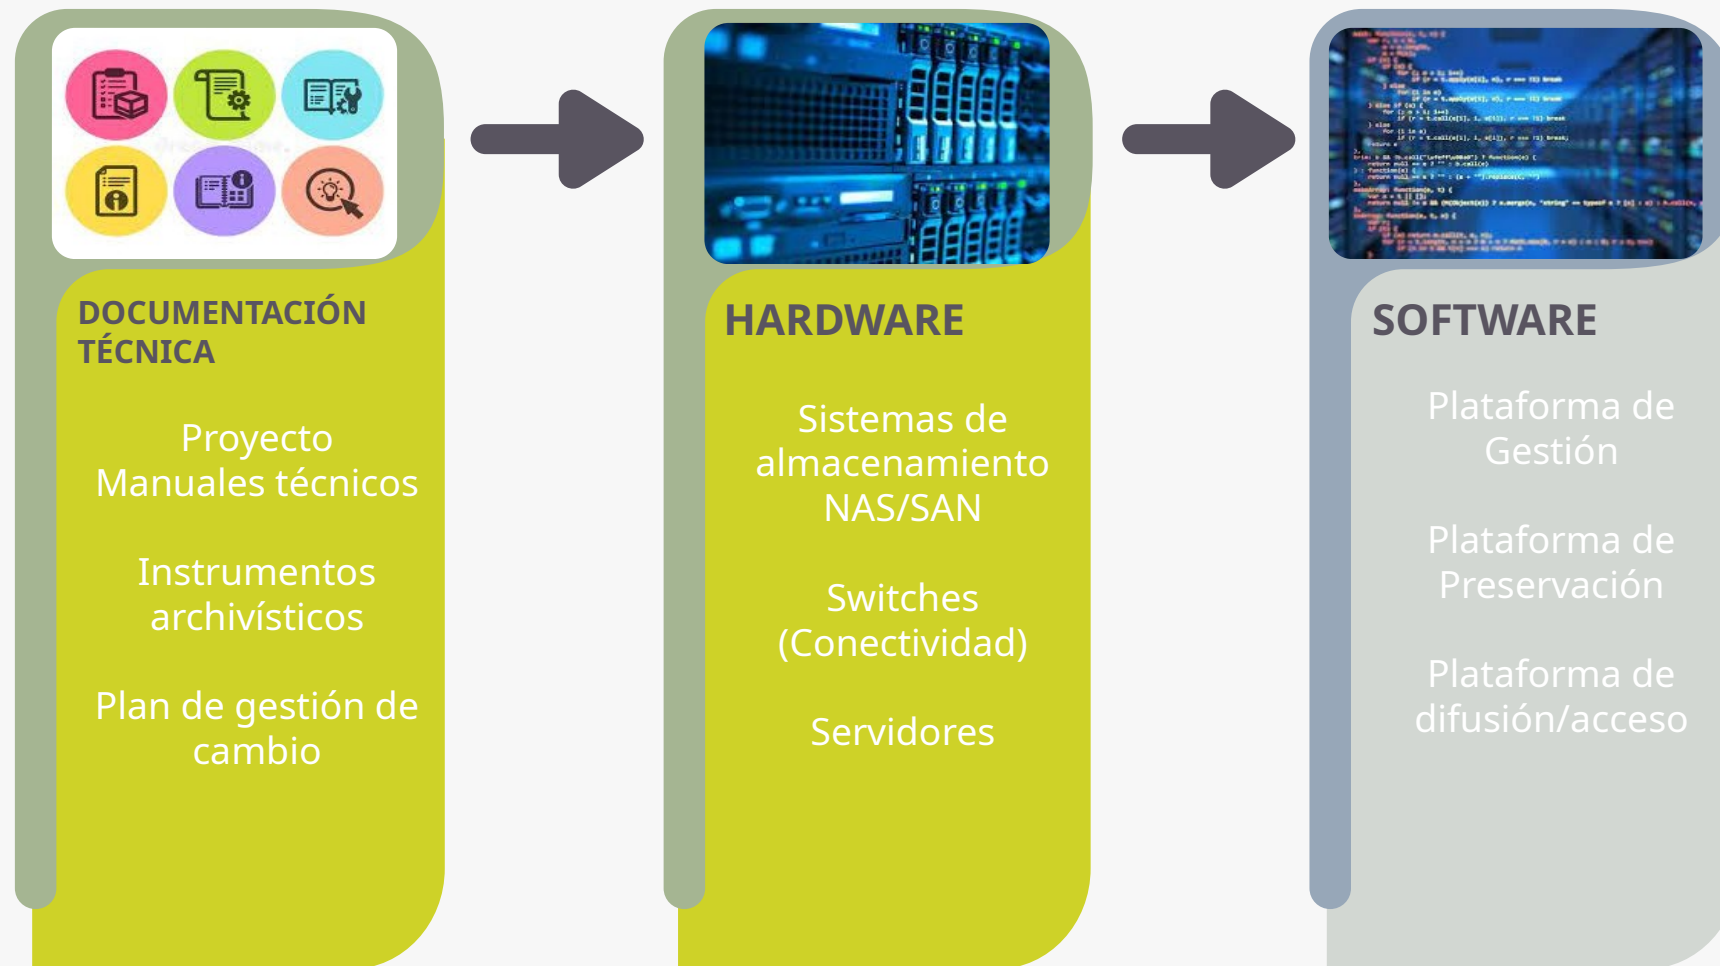 DOCUMENTACIÓN
TÉCNICA
Proyecto
Manuales técnicos
Instrumentos
archivísticos
Plan de gestión de
cambio
HARDWARE
Sistemas de
almacenamiento
NAS/SAN
Switches
(Conectividad)
Servidores
SOFTWARE
Plataforma de
Gestión
Plataforma de
Preservación
Plataforma de
difusión/acceso